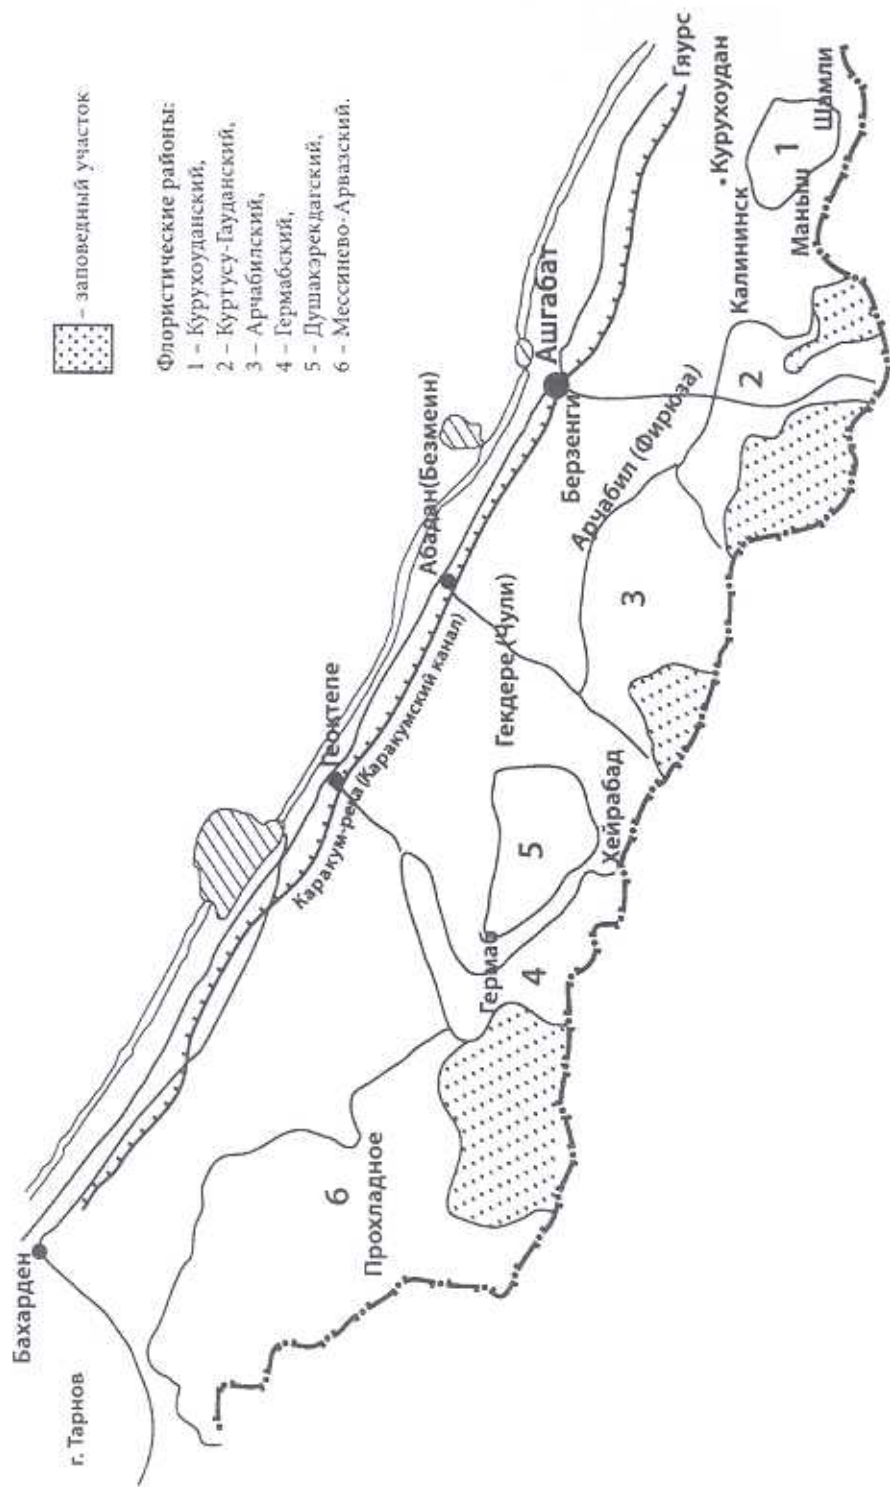 – заповедный участок
Флористические районы:
1 – Курухоуданский,
2 – Куртусу-Гауданский,
3 – Арчабилский,
4 – Гермабский,
5 – Душакэрекдагский,
6 – Мессинево-Арвазский.
Бахарден
г. Тарнов
6
Прохладное
Геоктепе
Каракум-река (Каракумский канал)
Абадан(Безмеин)
Гермаб
4
5
Хейрабад
Гекдере (Чули)
3
Ашгабат
Берзенги
Арчабил (Фирюза)
2
Гяурс
Калининск
Курухоудан
Маныш
1
Шамли